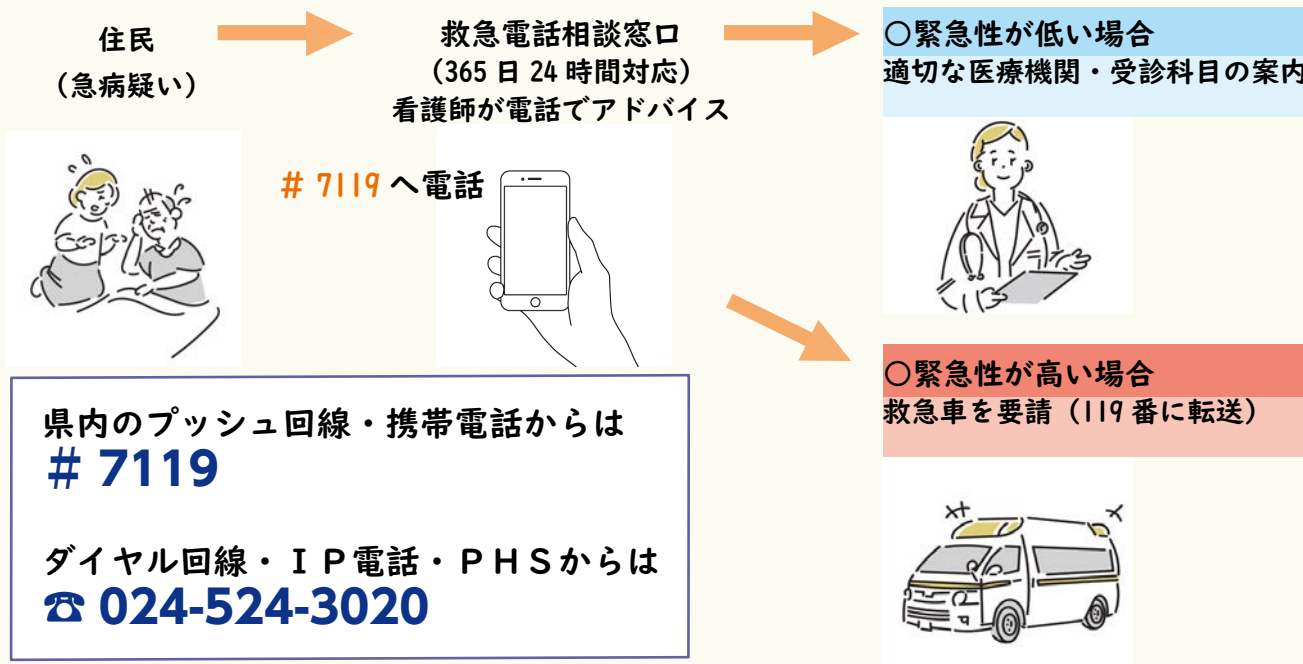 住民
（急病疑い）
救急電話相談窓口
（365日24時間対応）
看護師が電話でアドバイス
＃7119へ電話
○緊急性が低い場合
適切な医療機関・受診科目の案内
○緊急性が高い場合
救急車を要請（119番に転送）
県内のプッシュ回線・携帯電話からは
＃7119
ダイヤル回線・ＩＰ電話・ＰＨＳからは
☎024-524-3020